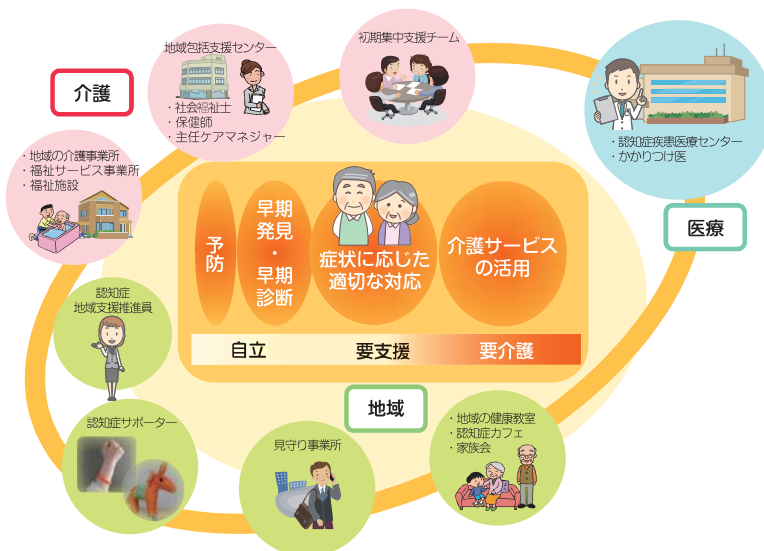 地域包括支援センター
・社会福祉士
・保健師
・主任ケアマネジャー
初期集中支援チーム
介護
・認知症疾患医療センター
・かかりつけ医
・地域の介護事業所
・福祉サービス事業所
・福祉施設
医療
予防
早期
発見
・
早期
診断
症状に応じた
適切な対応
介護サービス
の活用
自立
要支援
要介護
認知症
地域支援推進員
地域
認知症サポーター
見守り事業所
・地域の健康教室
・認知症カフェ
・家族会